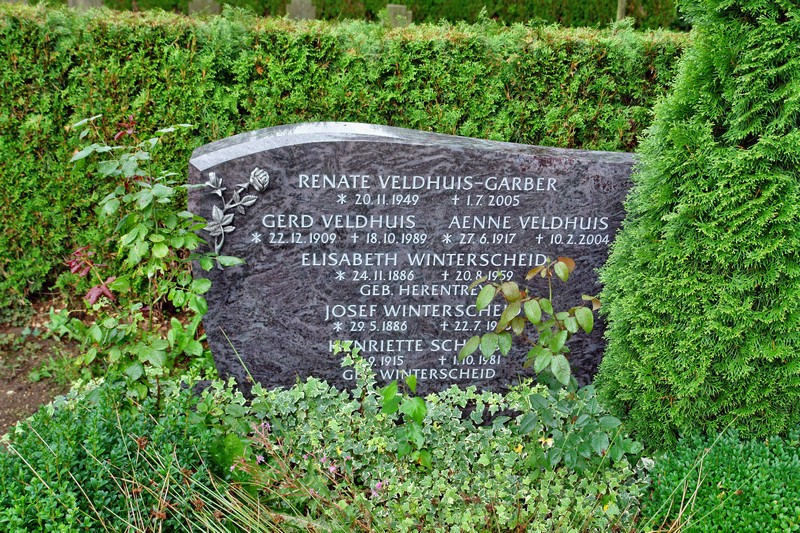 RENATE VELDHUIS-GARBER
* 20.11.1949 † 1.7.2005
GERD VELDHUIS AENNE VELDHUIS
* 22.12.1909 † 18.10.1989 * 27.6.1917 † 10.2.2004
ELISABETH WINTERSCHEID
* 24.11.1886 † 20.8.1959
GEB.
JOSEF
* 29.5.1886 † 22.7.
HENRIETTE
† 1.10.1981
GEB. WINTERSCHEID